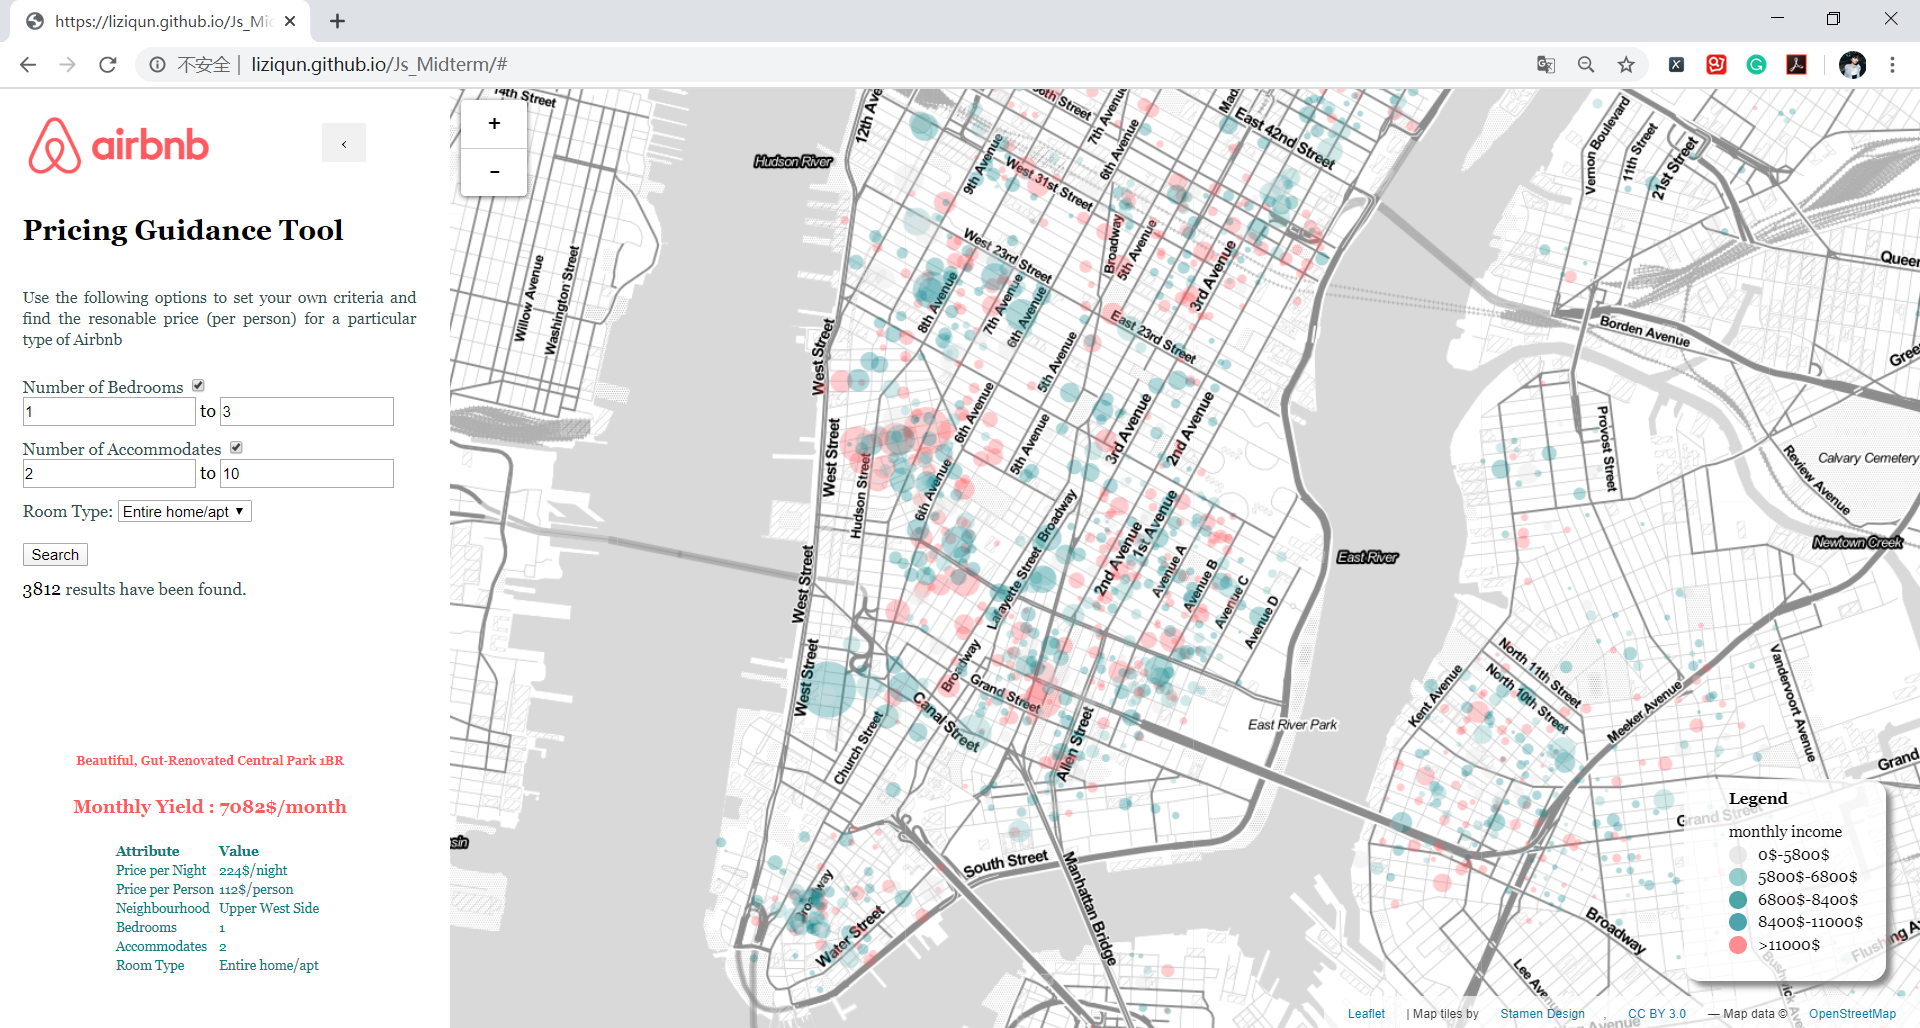 https://liziqun.github.io/Js_Mid
不安全 | liziqun.github.io/Js_Midterm/#
airbnb
Pricing Guidance Tool
Use the following options to set your own criteria and
find the resonable price (per person) for a particular
type of Airbnb
Number of Bedrooms
1 to 3
Number of Accommodates
2 to 10
Room Type: Entire home/apt
Search
3812 results have been found.
Beautiful, Gut-Renovated Central Park 1BR
Monthly Yield : 7082$/month
Attribute Value
Price per Night 224$/night
Price per Person 112$/person
Neighbourhood Upper West Side
Bedrooms 1
Accommodates 2
Room Type Entire home/apt
+
-
14th Street
12th Ave
Hudson River
9th Avenue
West 31st Street
7th Avenue
6th Avenue
East 42nd Street
Vernon Boulevard
11th Street
21st Street
Willow Avenue
Washington Street
West 23rd Street
Broadway
5th Avenue
3rd Avenue
8th Avenue
7th Avenue
6th Avenue
East 23rd Street
Borden Avenue
West Street
5th Avenue
6th Avenue
5th Avenue
3rd Avenue
2nd Avenue
Provost Street
Review Avenue
Calvary Cemetery
West Street
Hudson Street
6th Avenue
Broadway
Lafayette Street
2nd Avenue
1st Avenue
Avenue A
Avenue B
Avenue C
Avenue D
East River
Newtown Creek
West Street
West Street
Broadway
Grand Street
Canal Street
Church Street
Allen Street
East River Park
Kent Avenue
North 11th Street
North 10th Street
Meeker Avenue
Vandervoort Avenue
Grand
South Street
Manhattan Bridge
Water Street
Broadway
Lee Avenue
Legend
monthly income
0$-5800$
5800$-6800$
6800$-8400$
8400$-11000$
>11000$
Leaflet | Map tiles by Stamen Design , CC BY 3.0 — Map data © OpenStreetMap